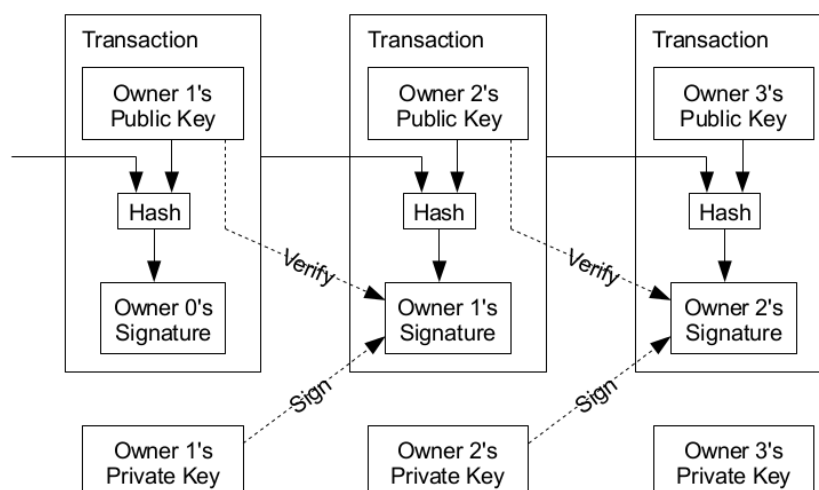 Transaction
Transaction
Transaction
Owner 1's
Public Key
Owner 2's
Public Key
Owner 3's
Public Key
Hash
Hash
Hash
Verify
Verify
Owner 0's
Signature
Owner 1's
Signature
Owner 2's
Signature
Sign
Sign
Owner 1's
Private Key
Owner 2's
Private Key
Owner 3's
Private Key